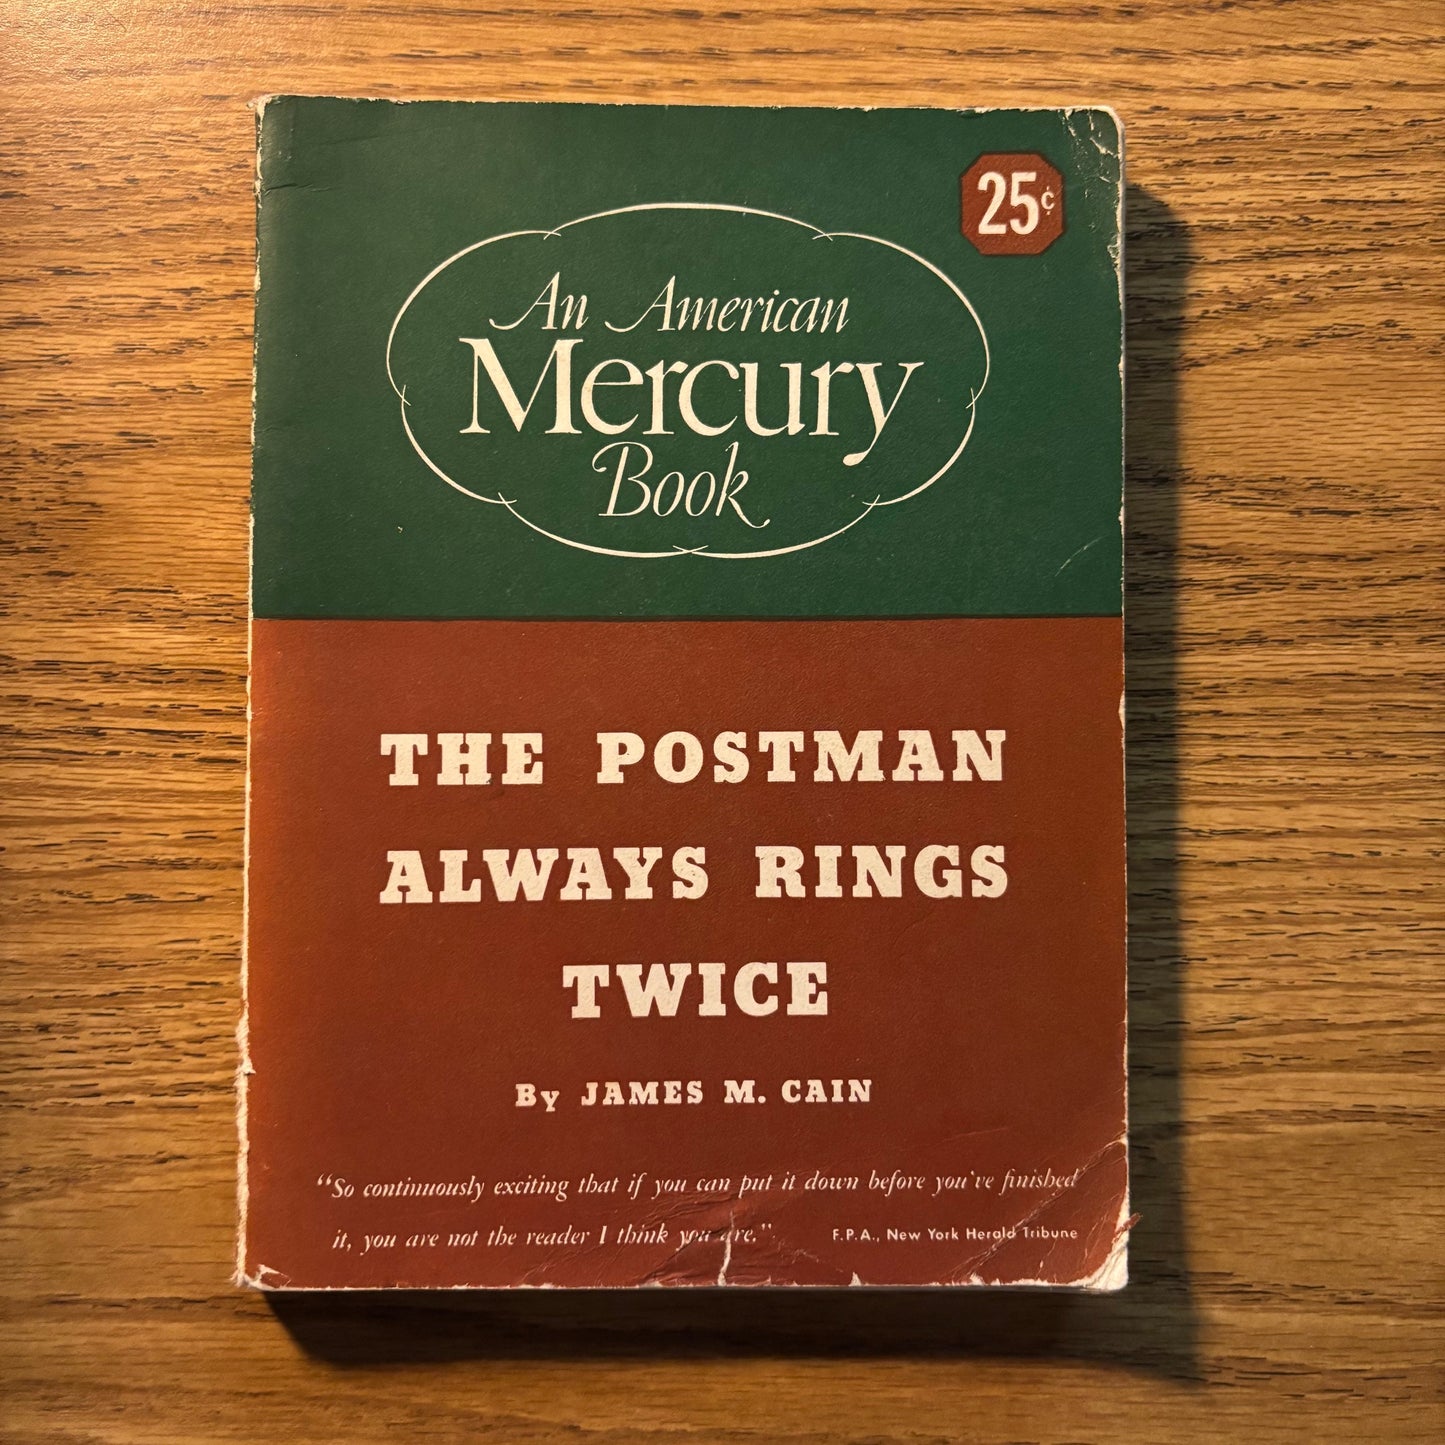 25¢
An American
Mercury
Book
THE POSTMAN
ALWAYS RINGS
TWICE
By JAMES M. CAIN
“So continuously exciting that if you can put it down before you've finished
it, you are not the reader I think you are.” F.P.A., New York Herald Tribune